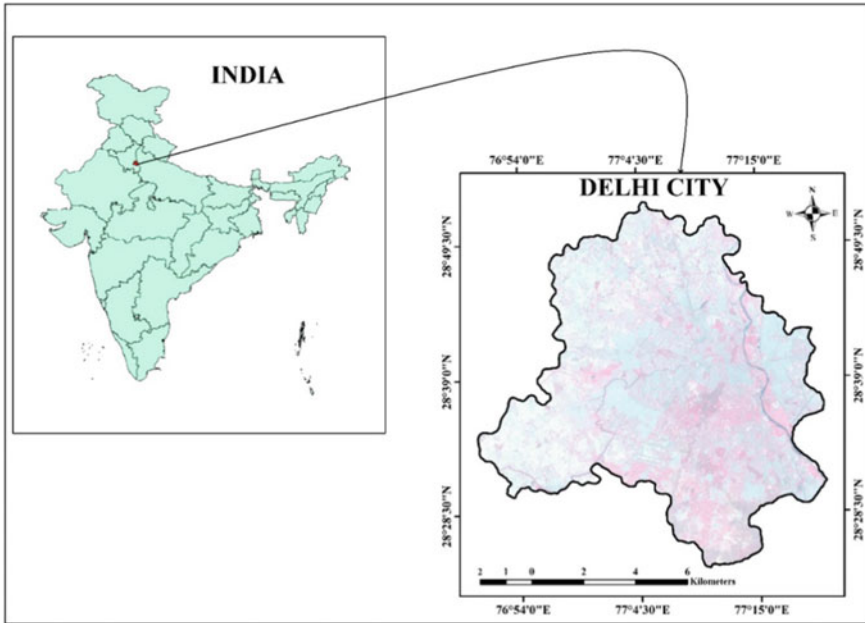 INDIA
76°54'0"E 77°4'30"E 77°15'0"E
DELHI CITY
N
W E
S
28°49'30"N 28°49'30"N
28°39'0"N 28°39'0"N
28°28'30"N 28°28'30"N
2 1 0 2 4 6
Kilometers
76°54'0"E 77°4'30"E 77°15'0"E